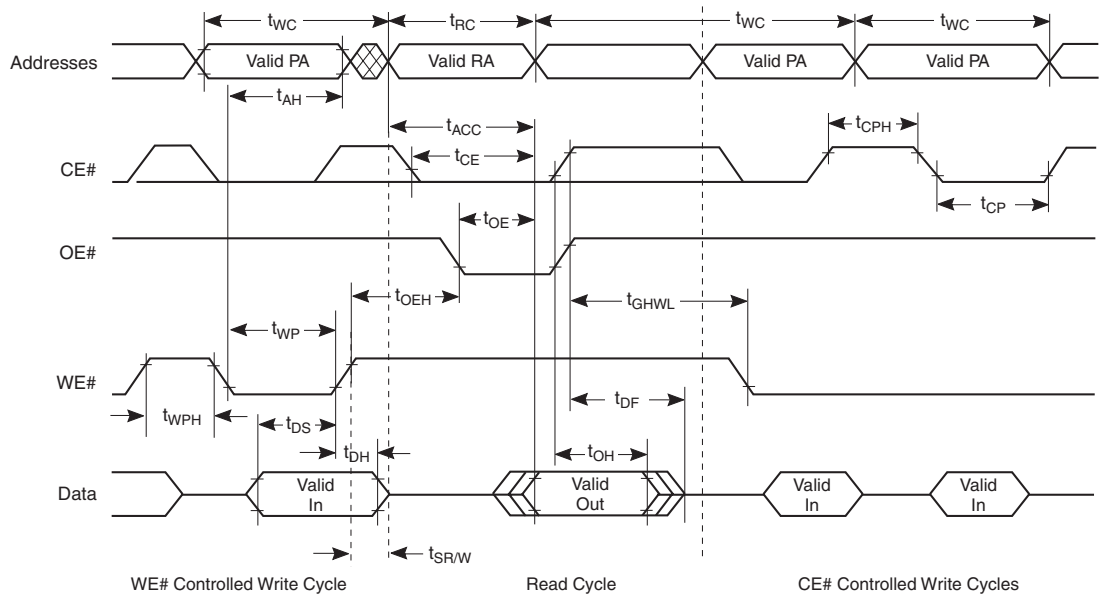 tWC tRC tWC tWC
Addresses Valid PA Valid RA Valid PA Valid PA
tAH
tACC tCPH
CE# tCE
tCP
tOE
OE#
tOEH tGHWL
tWP
WE#
tWPH tDS tDF
tDH tOH
Data Valid In Valid Out Valid In Valid In
tSR/W
WE# Controlled Write Cycle Read Cycle CE# Controlled Write Cycles